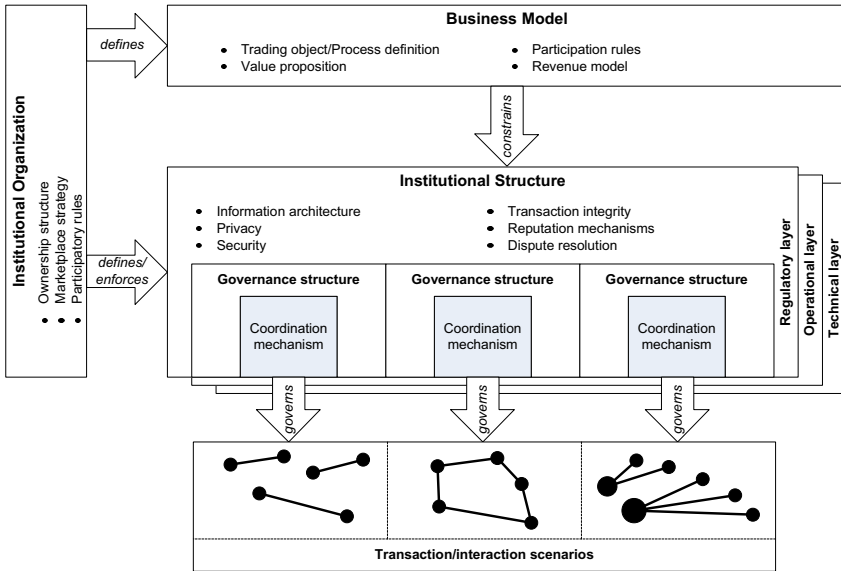 Institutional Organization
• Ownership structure
• Marketplace strategy
• Participatory rules
defines
Business Model
• Trading object/Process definition
• Value proposition
• Participation rules
• Revenue model
constrains
defines/
enforces
Institutional Structure
• Information architecture
• Privacy
• Security
• Transaction integrity
• Reputation mechanisms
• Dispute resolution
Regulatory layer
Operational layer
Technical layer
Governance structure
Coordination
mechanism
Governance structure
Coordination
mechanism
Governance structure
Coordination
mechanism
governs
governs
governs
Transaction/interaction scenarios